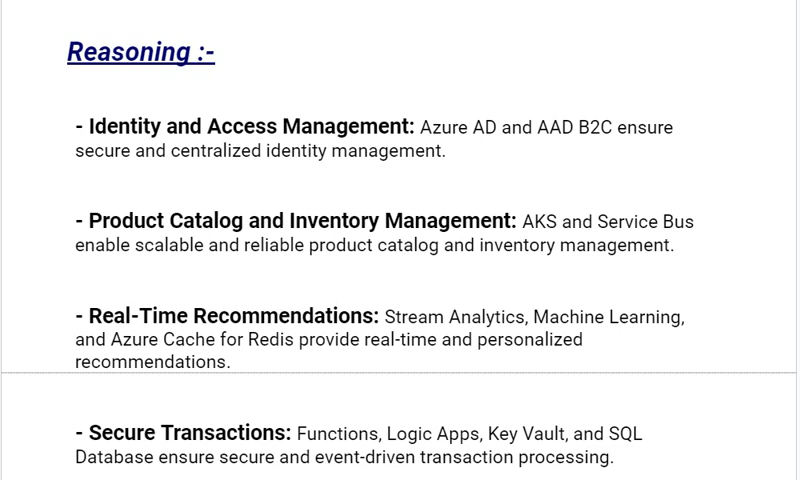 Reasoning :-
- Identity and Access Management: Azure AD and AAD B2C ensure
secure and centralized identity management.
- Product Catalog and Inventory Management: AKS and Service Bus
enable scalable and reliable product catalog and inventory management.
- Real-Time Recommendations: Stream Analytics, Machine Learning,
and Azure Cache for Redis provide real-time and personalized
recommendations.
- Secure Transactions: Functions, Logic Apps, Key Vault, and SQL
Database ensure secure and event-driven transaction processing.